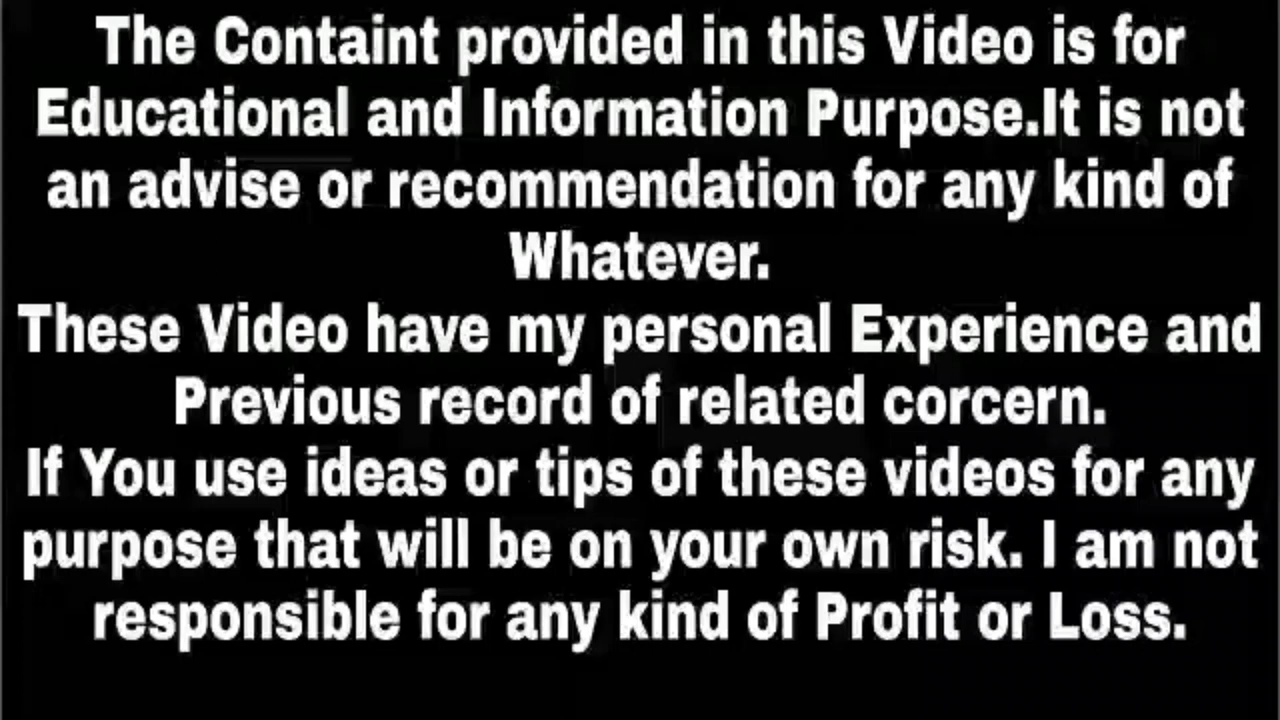 The Containt provided in this Video is for
Educational and Information Purpose.It is not
an advise or recommendation for any kind of
Whatever.
These Video have my personal Experience and
Previous record of related corcern.
If You use ideas or tips of these videos for any
purpose that will be on your own risk. I am not
responsible for any kind of Profit or Loss.